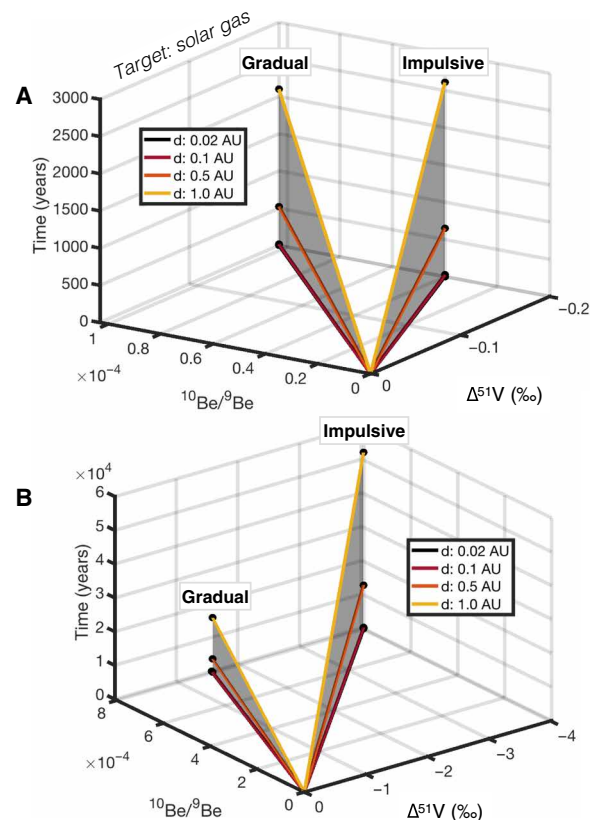 Target: solar gas
Gradual
Impulsive
A
3000
2500
2000
1500
1000
500
0
Time (years)
d: 0.02 AU
d: 0.1 AU
d: 0.5 AU
d: 1.0 AU
1
0.8
0.6
0.4
0.2
0
×10⁻⁴
¹⁰Be/⁹Be
0
−0.1
−0.2
Δ⁵¹V (‰)
B
Impulsive
Gradual
×10⁴
6
5
4
3
2
1
0
Time (years)
d: 0.02 AU
d: 0.1 AU
d: 0.5 AU
d: 1.0 AU
8
6
4
2
0
×10⁻⁴
¹⁰Be/⁹Be
0
−1
−2
−3
−4
Δ⁵¹V (‰)